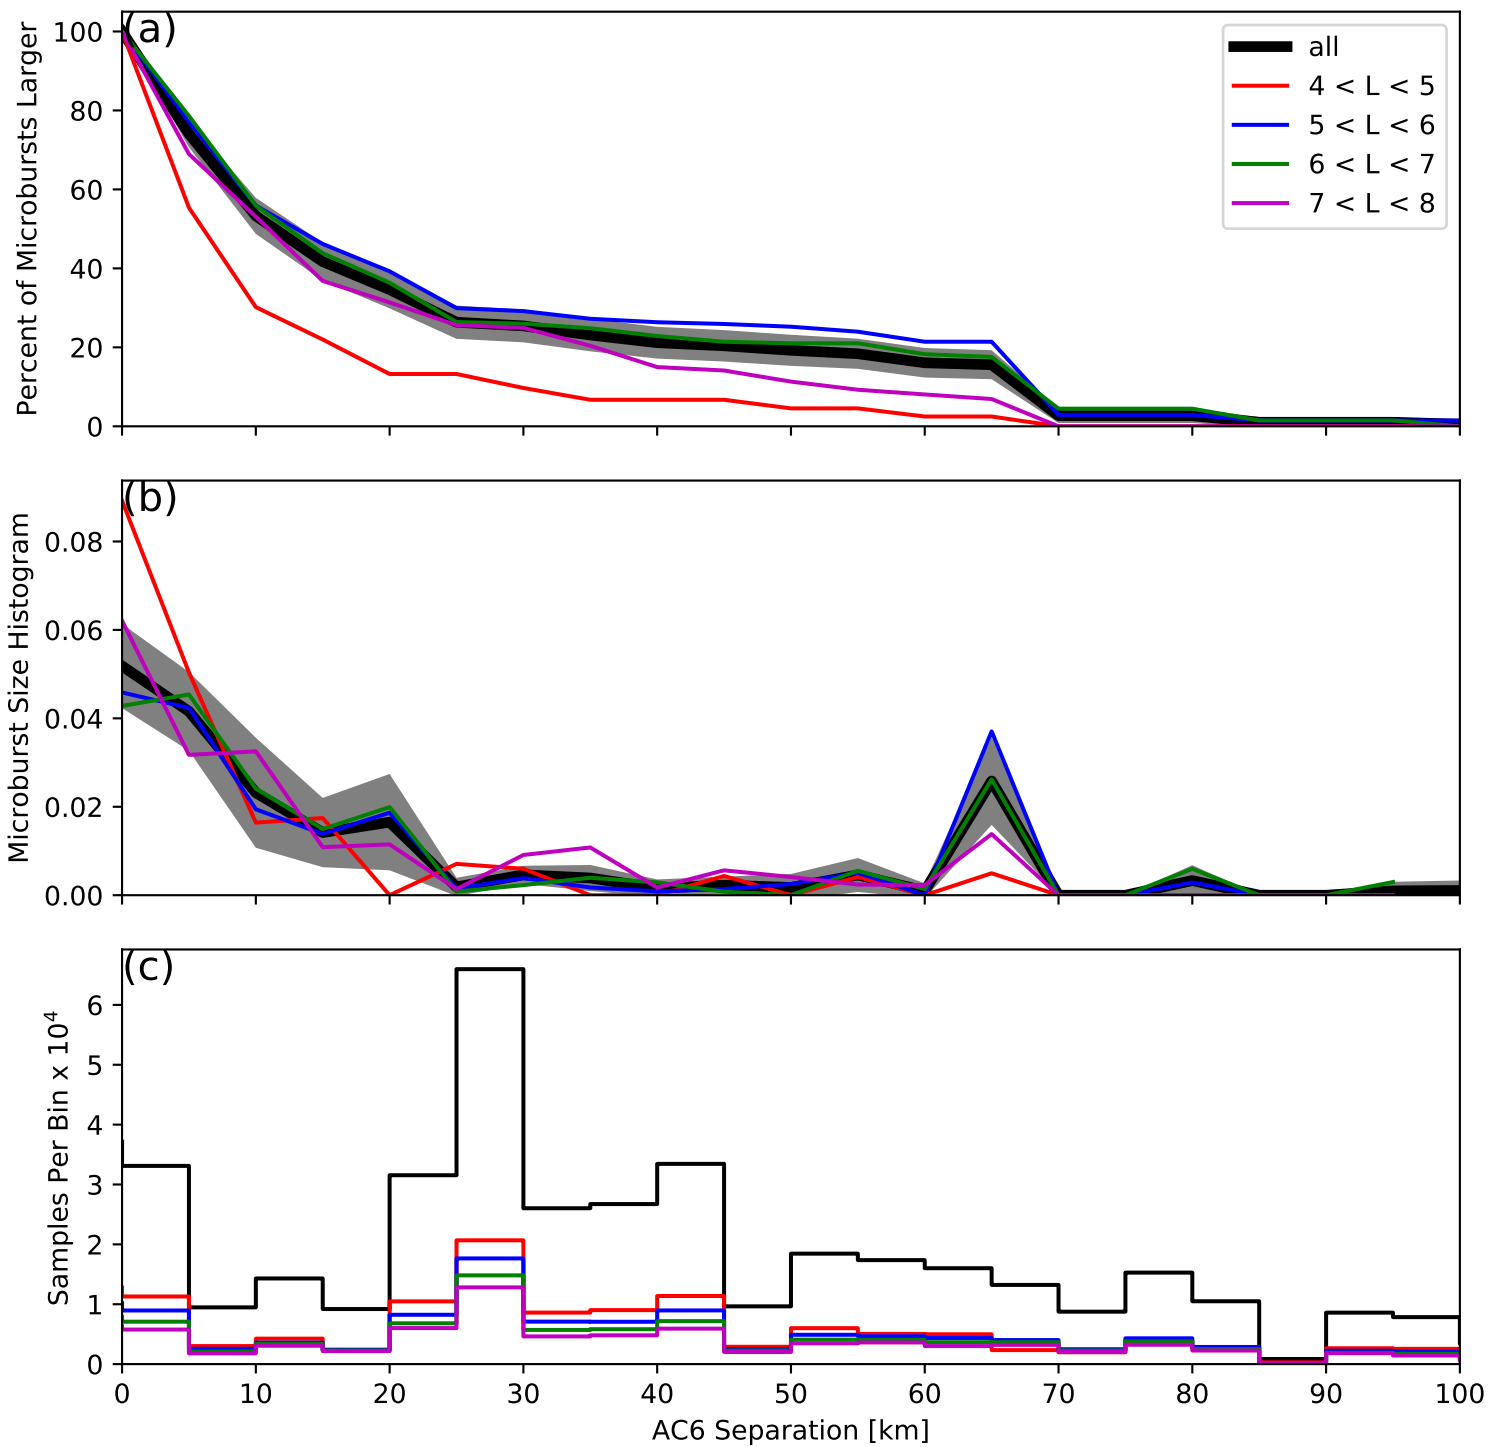 (a)
100
80
60
40
20
0
Percent of Microbursts Larger
all
4 < L < 5
5 < L < 6
6 < L < 7
7 < L < 8
(b)
0.08
0.06
0.04
0.02
0.00
Microburst Size Histogram
(c)
6
5
4
3
2
1
0
Samples Per Bin x 10⁴
0 10 20 30 40 50 60 70 80 90 100
AC6 Separation [km]